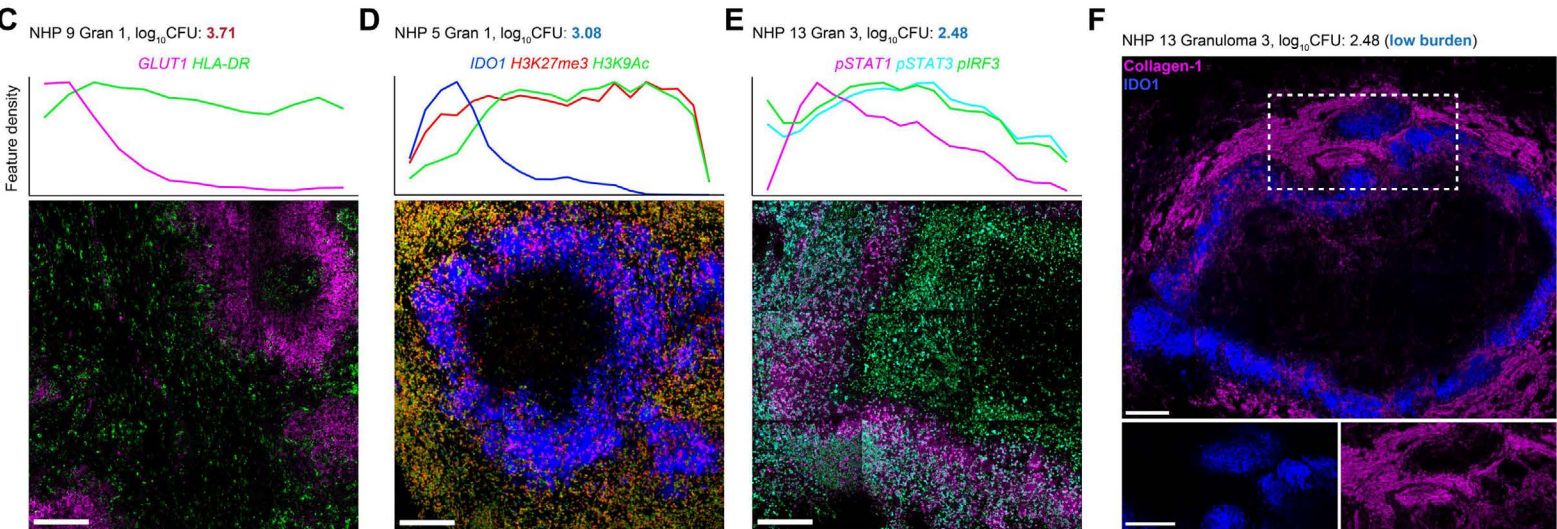 C
NHP 9 Gran 1, log10CFU: 3.71
GLUT1 HLA-DR
Feature density
D
NHP 5 Gran 1, log10CFU: 3.08
IDO1 H3K27me3 H3K9Ac
E
NHP 13 Gran 3, log10CFU: 2.48
pSTAT1 pSTAT3 pIRF3
F
NHP 13 Granuloma 3, log10CFU: 2.48 (low burden)
Collagen-1
IDO1